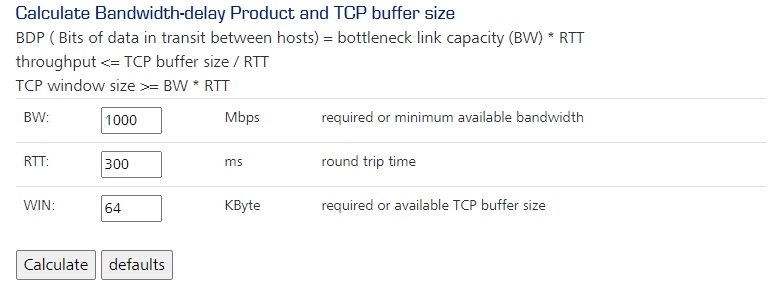 Calculate Bandwidth-delay Product and TCP buffer size
BDP ( Bits of data in transit between hosts) = bottleneck link capacity (BW) * RTT
throughput <= TCP buffer size / RTT
TCP window size >= BW * RTT
BW: 1000 Mbps required or minimum available bandwidth
RTT: 300 ms round trip time
WIN: 64 KByte required or available TCP buffer size
Calculate defaults